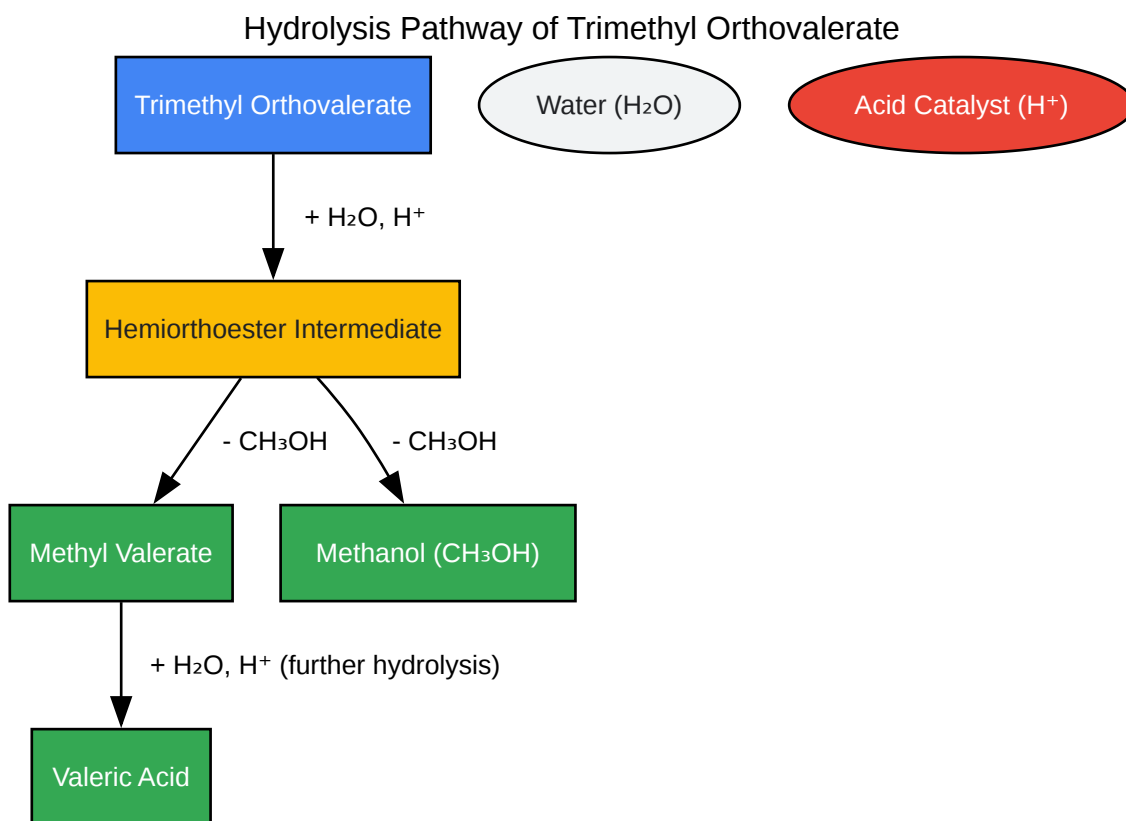 Hydrolysis Pathway of Trimethyl Orthovalerate
Trimethyl Orthovalerate
Water (H₂O)
Acid Catalyst (H⁺)
+ H₂O, H⁺
Hemiorthoester Intermediate
- CH₃OH
- CH₃OH
Methyl Valerate
Methanol (CH₃OH)
+ H₂O, H⁺ (further hydrolysis)
Valeric Acid